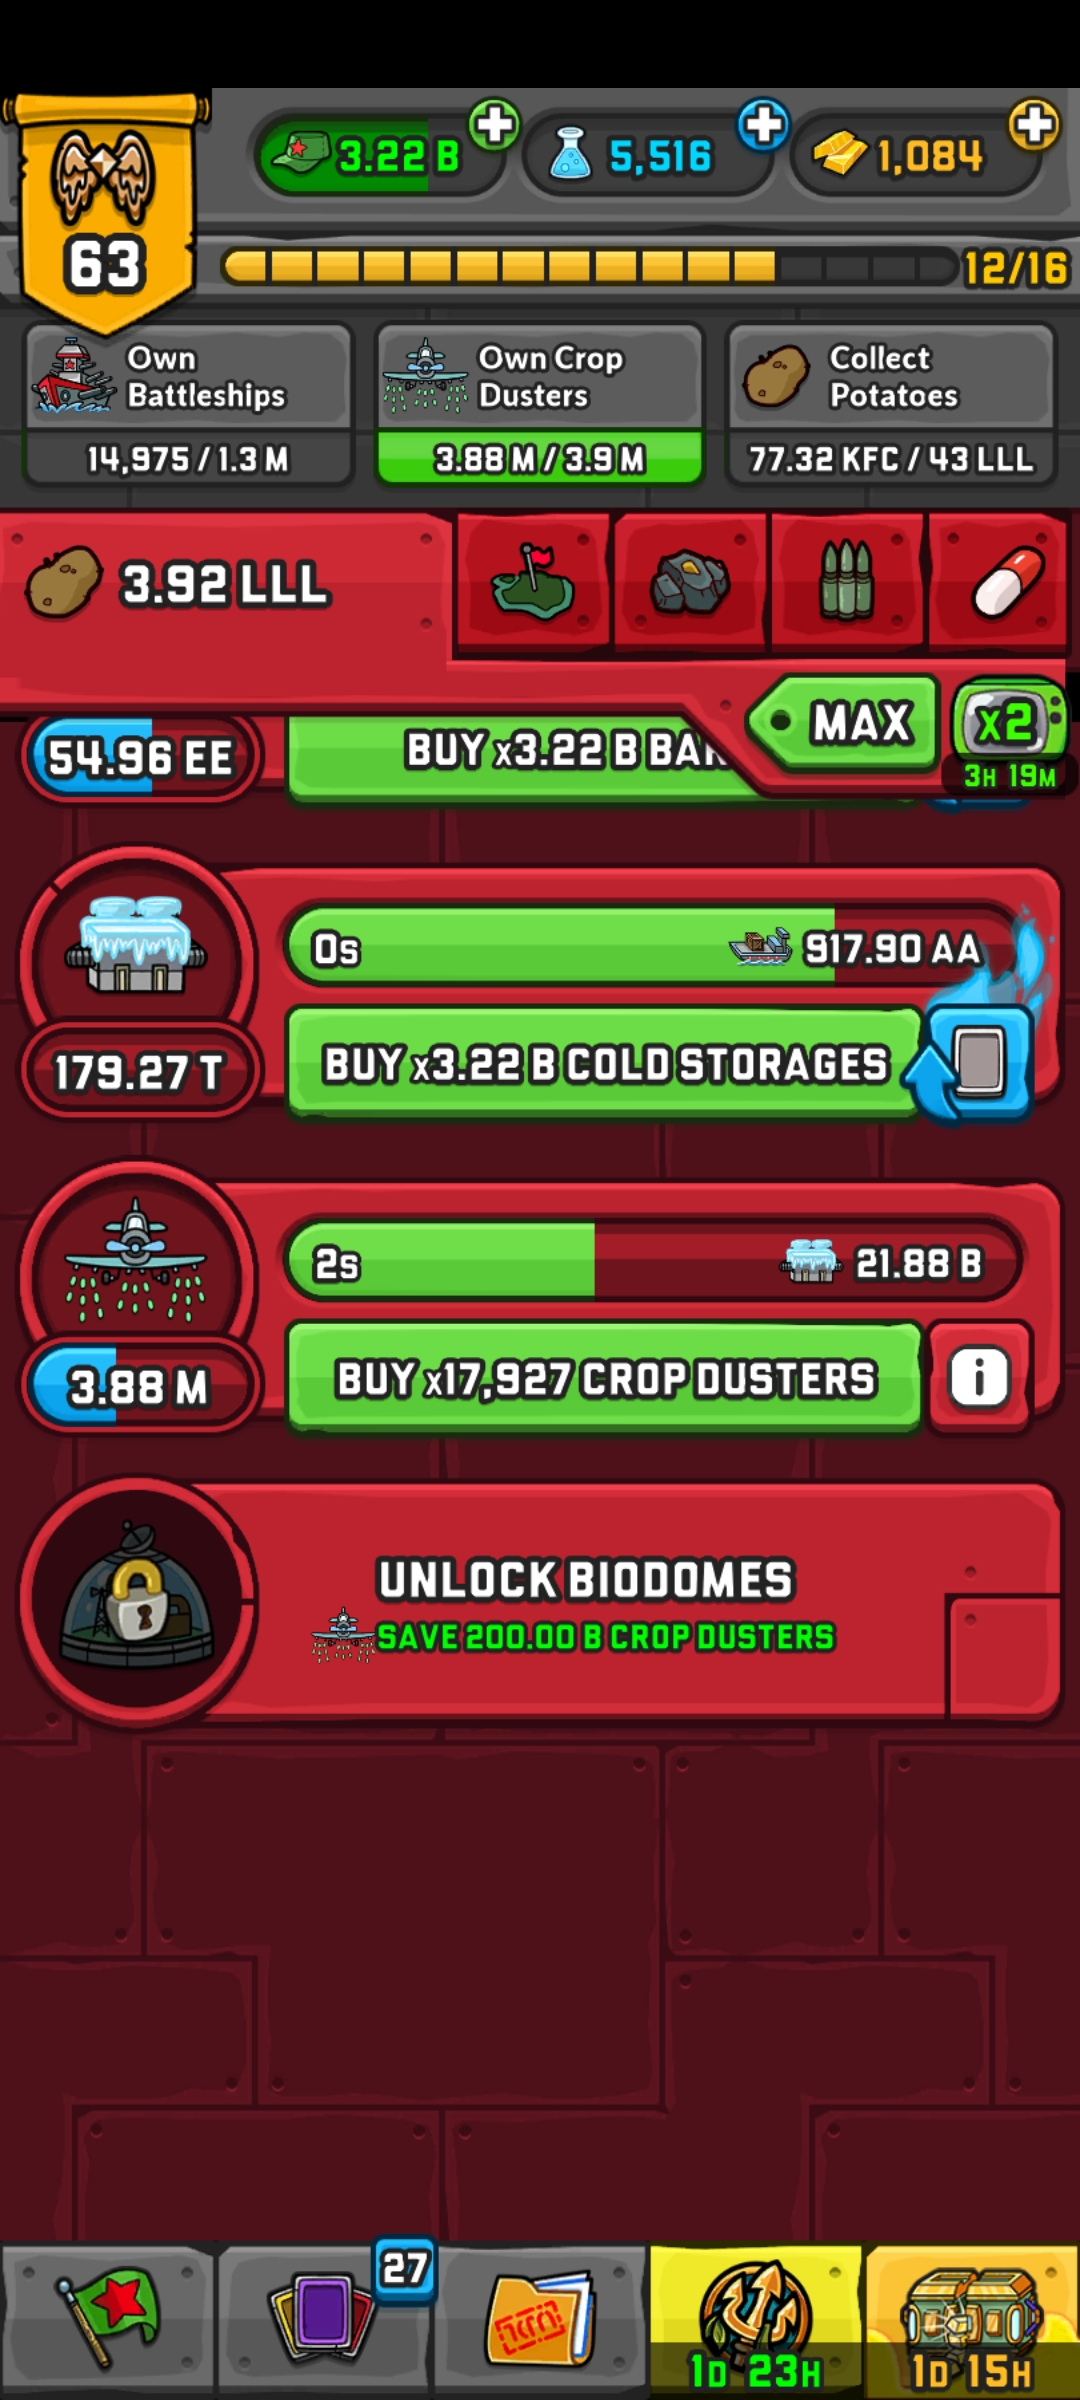 63
3.22 B
5,516
1,084
12/16
Own
Battleships
14,975 / 1.3 M
Own Crop
Dusters
3.88 M / 3.9 M
Collect
Potatoes
77.32 KFC / 43 LLL
3.92 LLL
MAX
x2
3H 19M
54.96 EE
BUY x3.22 B
0s
917.90 AA
179.27 T
BUY x3.22 B COLD STORAGES
2s
21.88 B
3.88 M
BUY x17,927 CROP DUSTERS
i
UNLOCK BIODOMES
SAVE 200.00 B CROP DUSTERS
27
1D 23H
1D 15H